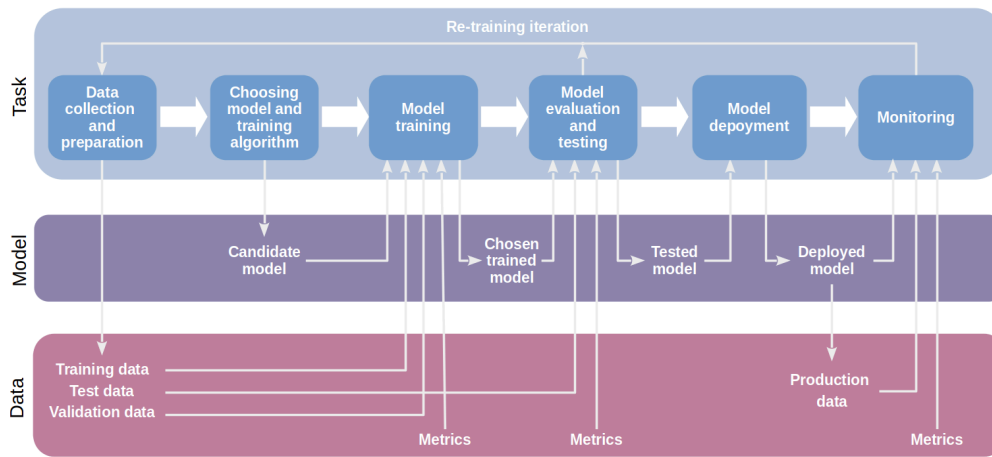 Re-training iteration
Task
Data
collection
and
preparation
Choosing
model and
training
algorithm
Model
training
Model
evaluation
and
testing
Model
depoyment
Monitoring
Model
Candidate
model
Chosen
trained
model
Tested
model
Deployed
model
Data
Training data
Test data
Validation data
Production
data
Metrics
Metrics
Metrics